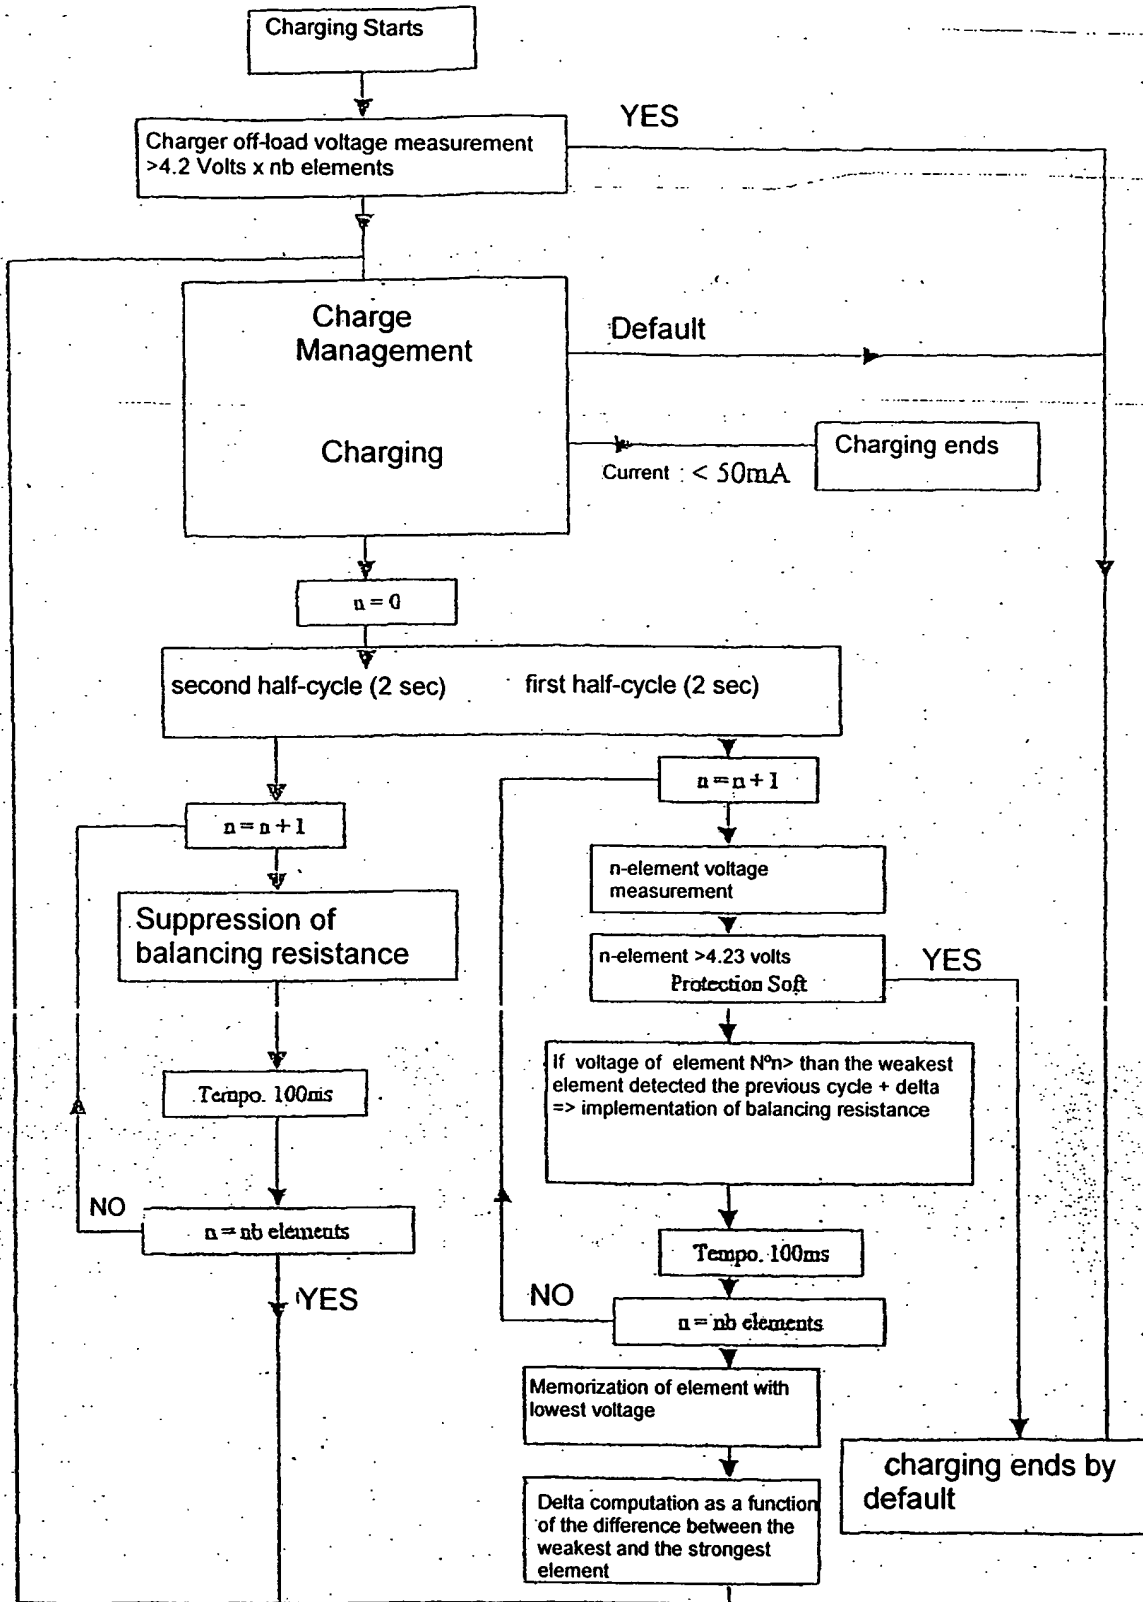 Charging Starts
YES
Charger off-load voltage measurement
>4.2 Volts x nb elements
Charge
Management
Default
Charging
Charging ends
Current : < 50mA
n = 0
second half-cycle (2 sec)
first half-cycle (2 sec)
n = n + 1
n = n + 1
n-element voltage
measurement
Suppression of
balancing resistance
n-element >4.23 volts
Protection Soft
YES
If voltage of element N°n> than the weakest
element detected the previous cycle + delta
=> implementation of balancing resistance
Tempo. 100ms
NO
n = nb elements
YES
Tempo. 100ms
NO
n = nb elements
Memorization of element with
lowest voltage
charging ends by
default
Delta computation as a function
of the difference between the
weakest and the strongest
element